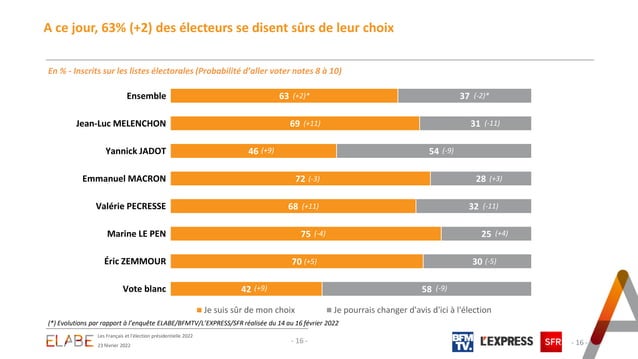 A ce jour, 63% (+2) des électeurs se disent sûrs de leur choix
En % - Inscrits sur les listes électorales (Probabilité d'aller voter notes 8 à 10)
Ensemble 63 (+2)* 37 (-2)*
Jean-Luc MELENCHON 69 (+11) 31 (-11)
Yannick JADOT 46 (+9) 54 (-9)
Emmanuel MACRON 72 (-3) 28 (+3)
Valérie PECRESSE 68 (+11) 32 (-11)
Marine LE PEN 75 (-4) 25 (+4)
Éric ZEMMOUR 70 (+5) 30 (-5)
Vote blanc 42 (+9) 58 (-9)
Je suis sûr de mon choix Je pourrais changer d'avis d'ici à l'élection
(*) Evolutions par rapport à l'enquête ELABE/BFMTV/L'EXPRESS/SFR réalisée du 14 au 16 février 2022
ELABE
Les Français et l'élection présidentielle 2022
23 février 2022
- 16 -
BFM
TV.
L'EXPRESS
SFR
- 16 -